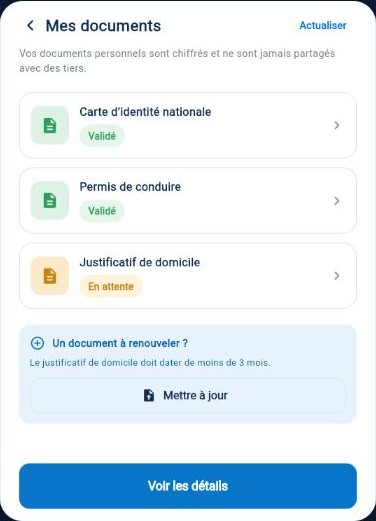 Mes documents
Actualiser
Vos documents personnels sont chiffrés et ne sont jamais partagés
avec des tiers.
Carte d'identité nationale
Validé
Permis de conduire
Validé
Justificatif de domicile
En attente
Un document à renouveler ?
Le justificatif de domicile doit dater de moins de 3 mois.
Mettre à jour
Voir les détails